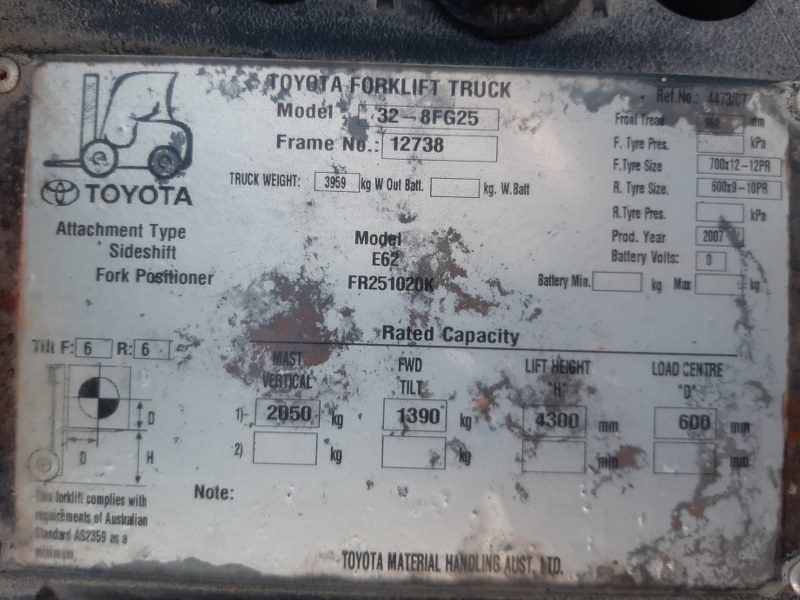 TOYOTA FORKLIFT TRUCK
Ref.No.: 4473/07
Model 32-8FG25
Front Tread mm
Frame No.: 12738
F. Tyre Pres. kPa
F.Tyre Size 700x12-12PR
TOYOTA
TRUCK WEIGHT: 3959 kg W Out Batt. kg. W.Batt
R. Tyre Size. 600x9-10PR
R.Tyre Pres. kPa
Attachment Type Model
Prod. Year 2007
Sideshift E62
Battery Volts: 0
Fork Positioner FR251020K
Battery Min. kg Max kg
Rated Capacity
Tilt F: 6 R: 6
MAST VERTICAL
FWD TILT
LIFT HEIGHT "H"
LOAD CENTRE "D"
1) 2050 kg 1390 kg 4300 mm 600 mm
2) kg kg mm mm
D
D H
This forklift complies with
requirements of Australian
Standard AS2359 as a
minimum
Note:
TOYOTA MATERIAL HANDLING AUST. LTD.